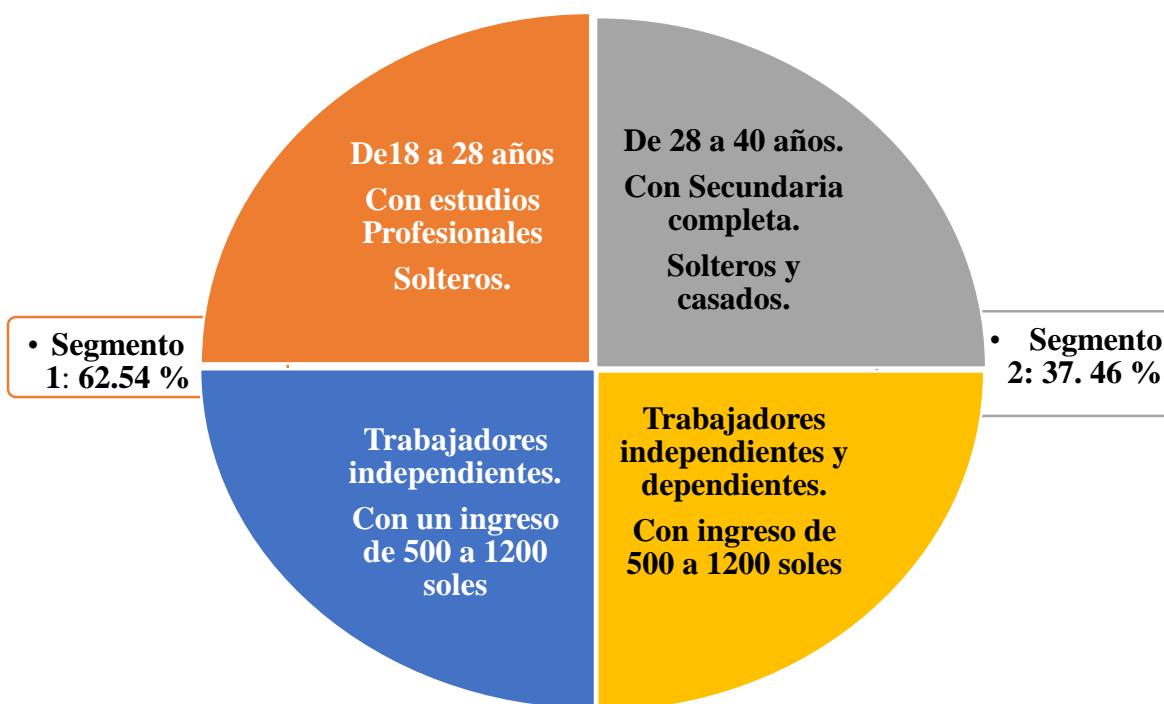 De18 a 28 años
Con estudios
Profesionales
Solteros.
De 28 a 40 años.
Con Secundaria
completa.
Solteros y
casados.
• Segmento
1: 62.54 %
• Segmento
2: 37. 46 %
Trabajadores
independientes.
Con un ingreso
de 500 a 1200
soles
Trabajadores
independientes y
dependientes.
Con ingreso de
500 a 1200 soles